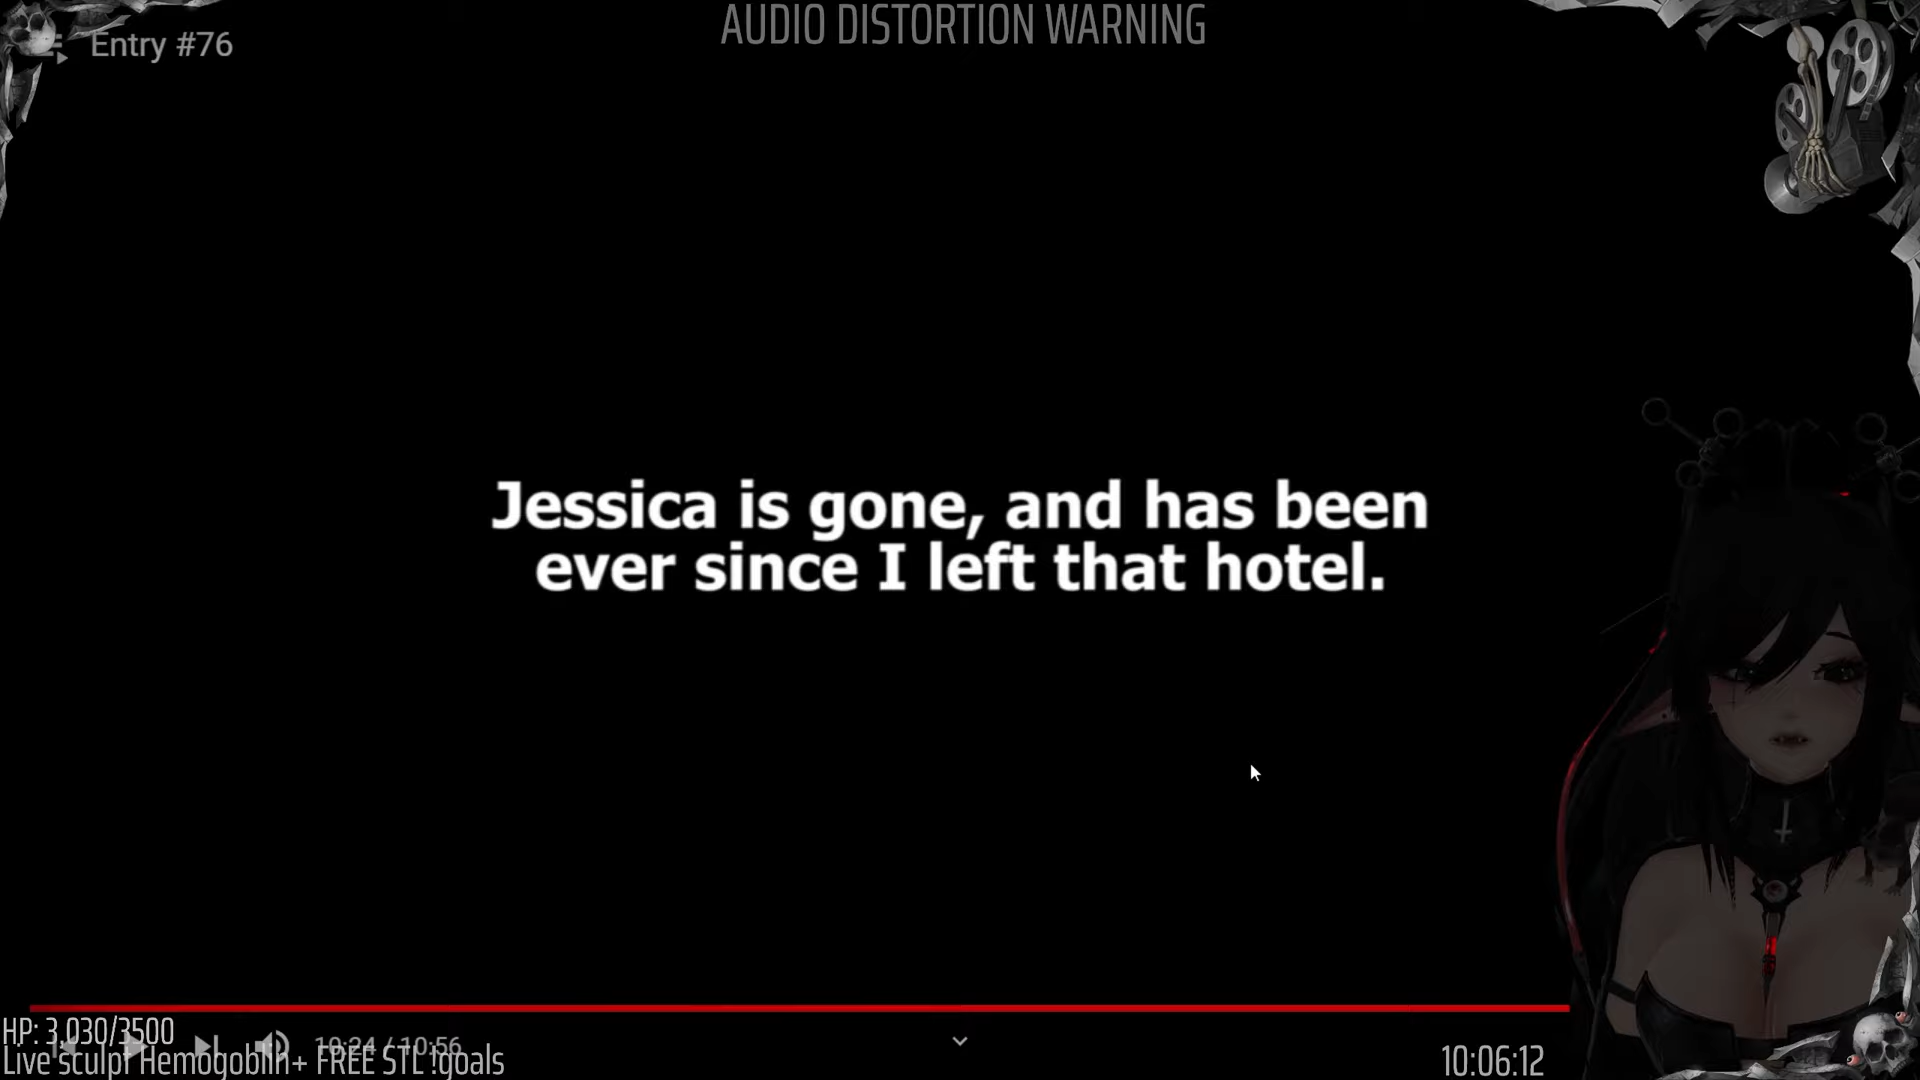 AUDIO DISTORTION WARNING
Entry #76
Jessica is gone, and has been
ever since I left that hotel.
HP: 3,030/3500
10:24 / 10:56
Live sculpt Hemogoblin+ FREE STL !goals
10:06:12